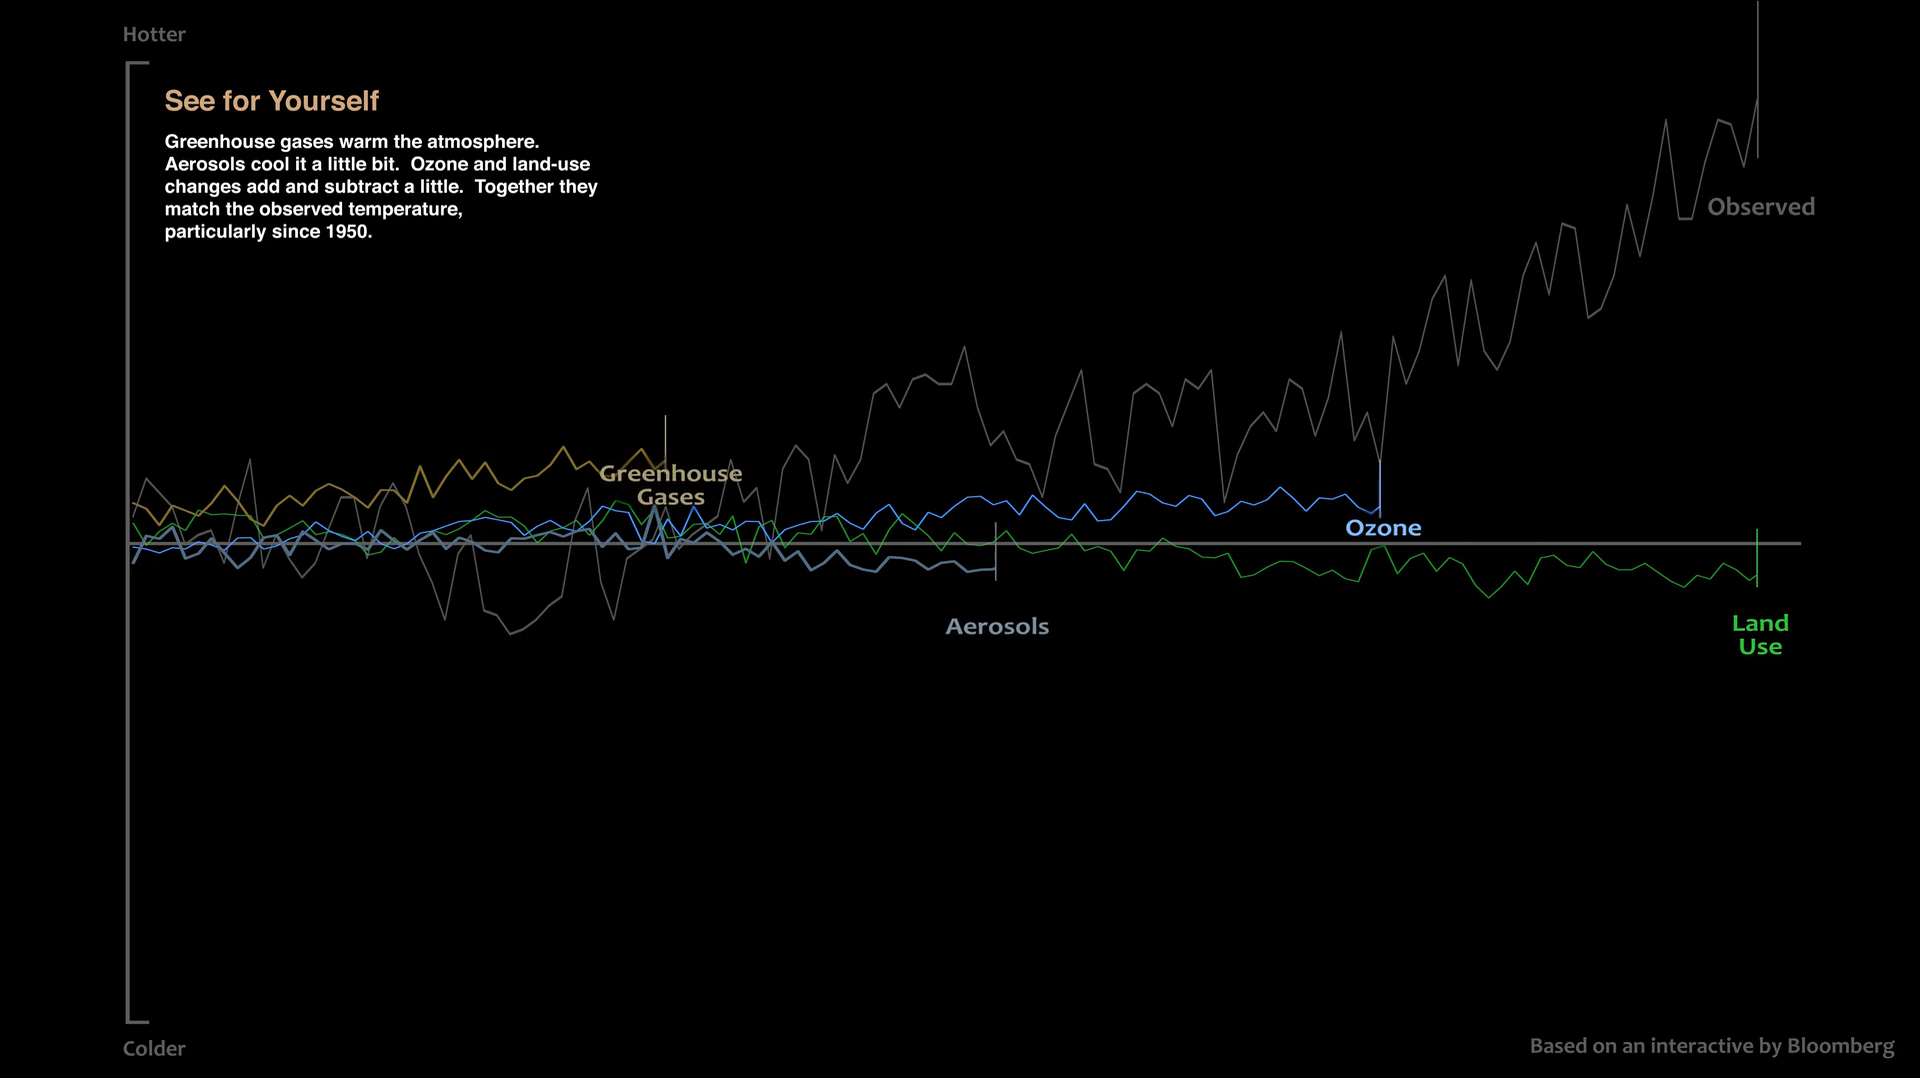 Hotter
See for Yourself
Greenhouse gases warm the atmosphere.
Aerosols cool it a little bit.  Ozone and land-use
changes add and subtract a little.  Together they
match the observed temperature,
particularly since 1950.
Observed
Greenhouse
Gases
Ozone
Aerosols
Land
Use
Colder
Based on an interactive by Bloomberg